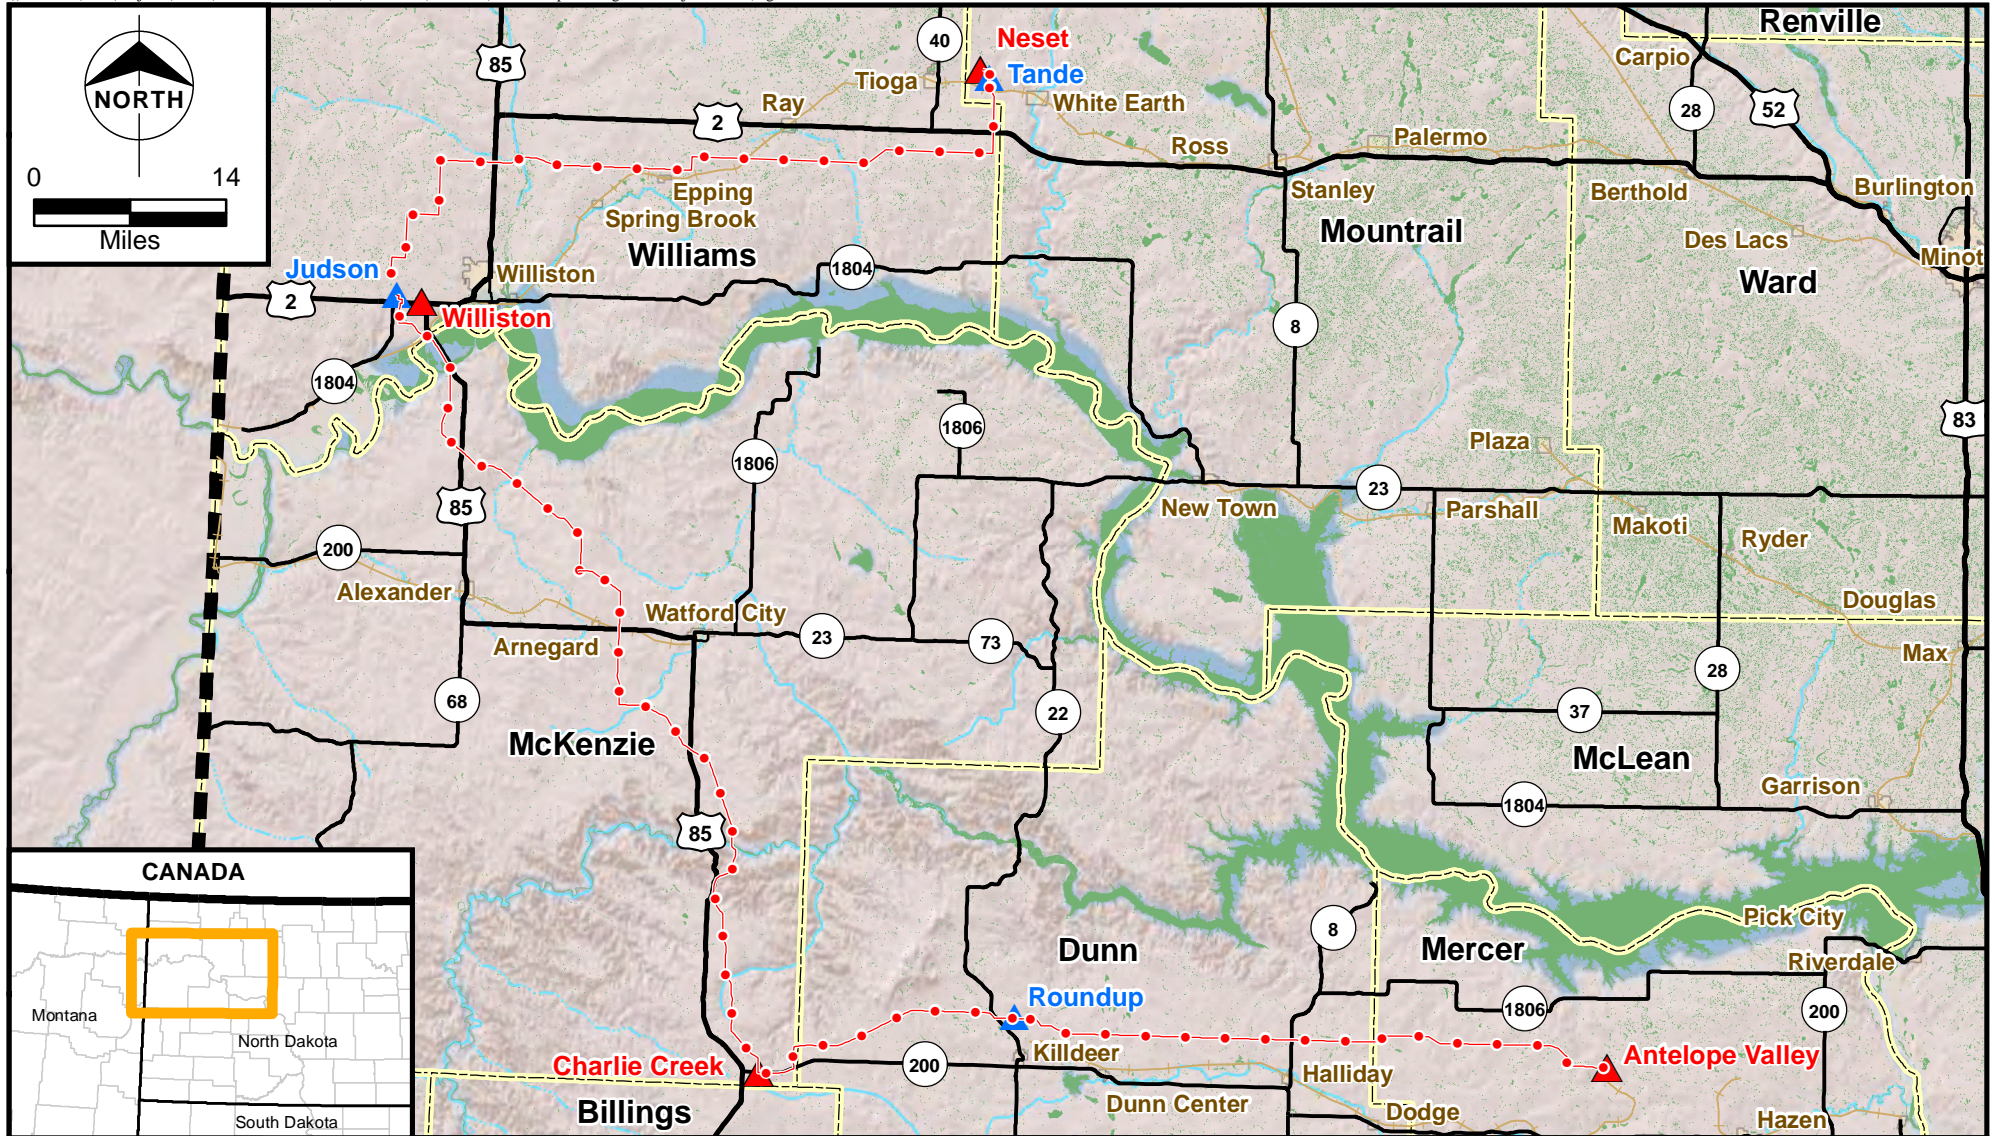 Renville
40
Neset
Carpio
85
Tioga
Tande
NORTH
Ray
White Earth
28
52
2
Ross
Palermo
0
14
Miles
Epping
Stanley
Berthold
Burlington
Spring Brook
Mountrail
Des Lacs
Williams
Minot
Judson
Williston
1804
Ward
2
Williston
8
1804
83
1806
1806
Plaza
85
23
New Town
Parshall
Makoti
Ryder
200
Alexander
Watford City
Douglas
Arnegard
23
73
Max
28
68
22
37
McKenzie
McLean
Garrison
1804
85
CANADA
Pick City
8
Dunn
Mercer
Riverdale
Roundup
1806
200
Montana
North Dakota
Charlie Creek
200
Killdeer
Antelope Valley
Halliday
Billings
Dunn Center
Dodge
Hazen
South Dakota